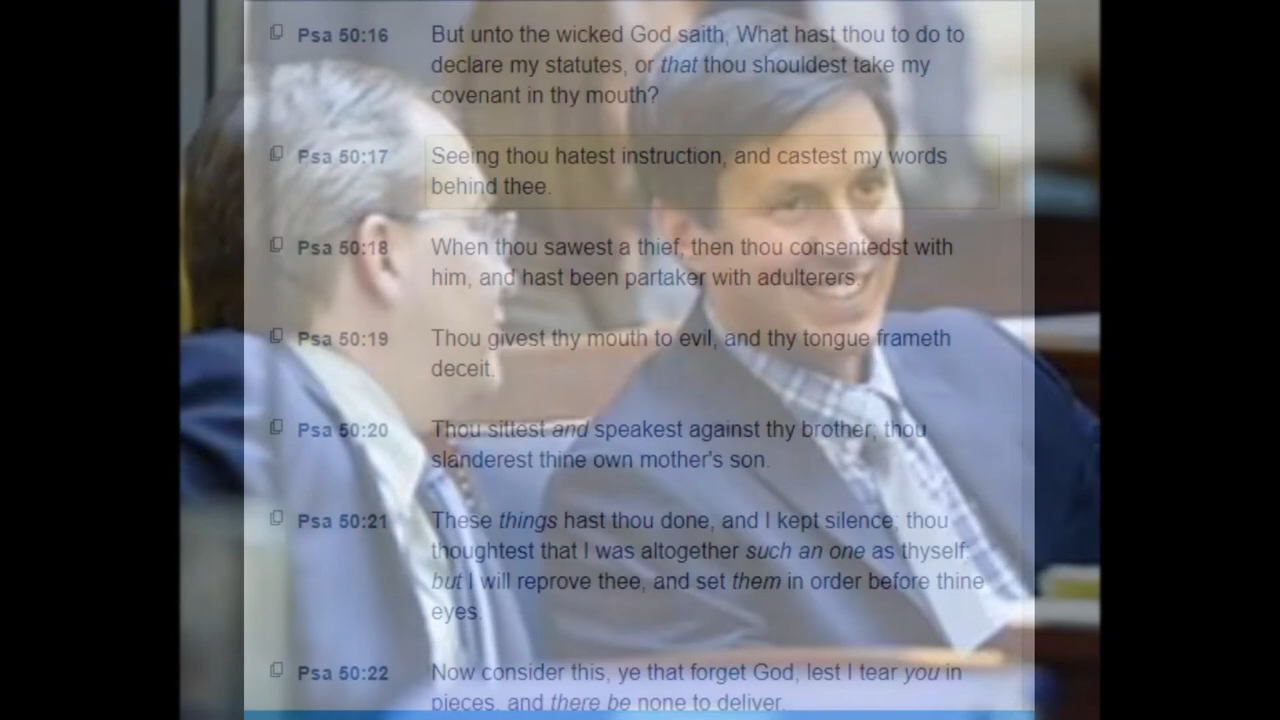 Psa 50:16 But unto the wicked God saith, What hast thou to do to
declare my statutes, or that thou shouldest take my
covenant in thy mouth?
Psa 50:17 Seeing thou hatest instruction, and castest my words
behind thee.
Psa 50:18 When thou sawest a thief, then thou consentedst with
him, and hast been partaker with adulterers.
Psa 50:19 Thou givest thy mouth to evil, and thy tongue frameth
deceit.
Psa 50:20 Thou sittest and speakest against thy brother; thou
slanderest thine own mother's son.
Psa 50:21 These things hast thou done, and I kept silence; thou
thoughtest that I was altogether such an one as thyself:
but I will reprove thee, and set them in order before thine
eyes.
Psa 50:22 Now consider this, ye that forget God, lest I tear you in
pieces, and there be none to deliver.